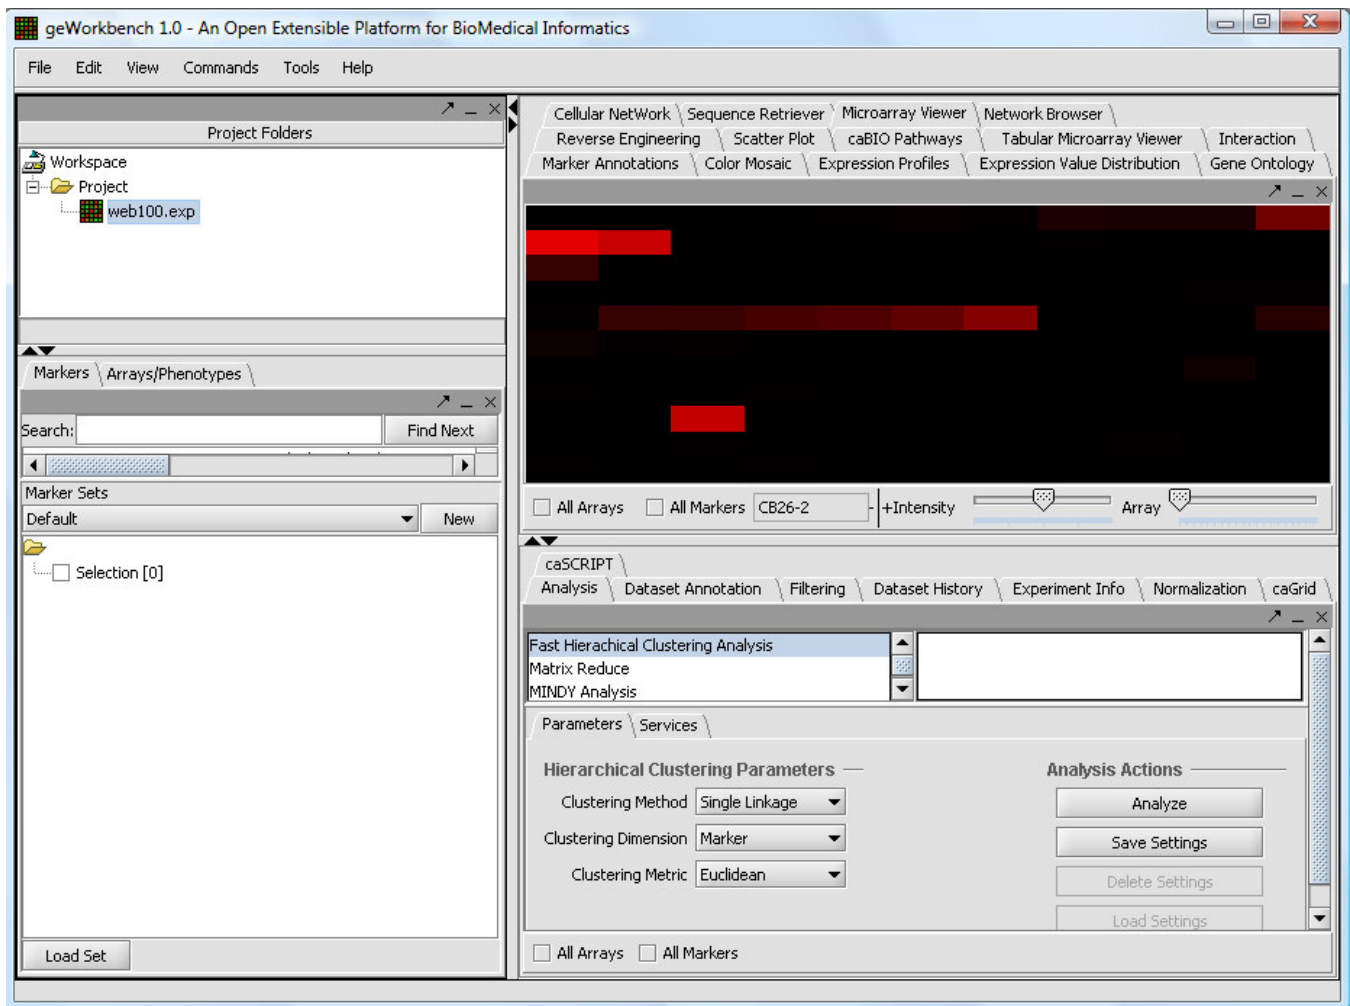 geWorkbench 1.0 - An Open Extensible Platform for BioMedical Informatics
File Edit View Commands Tools Help
Project Folders
Workspace
Project
web100.exp
Markers Arrays/Phenotypes
Search: Find Next
Marker Sets
Default New
Selection [0]
Load Set
Cellular NetWork Sequence Retriever Microarray Viewer Network Browser
Reverse Engineering Scatter Plot caBIO Pathways Tabular Microarray Viewer Interaction
Marker Annotations Color Mosaic Expression Profiles Expression Value Distribution Gene Ontology
All Arrays All Markers CB26-2 - +Intensity Array
caSCRIPT
Analysis Dataset Annotation Filtering Dataset History Experiment Info Normalization caGrid
Fast Hierachical Clustering Analysis
Matrix Reduce
MINDY Analysis
Parameters Services
Hierarchical Clustering Parameters Analysis Actions
Clustering Method Single Linkage Analyze
Clustering Dimension Marker Save Settings
Clustering Metric Euclidean Delete Settings
Load Settings
All Arrays All Markers